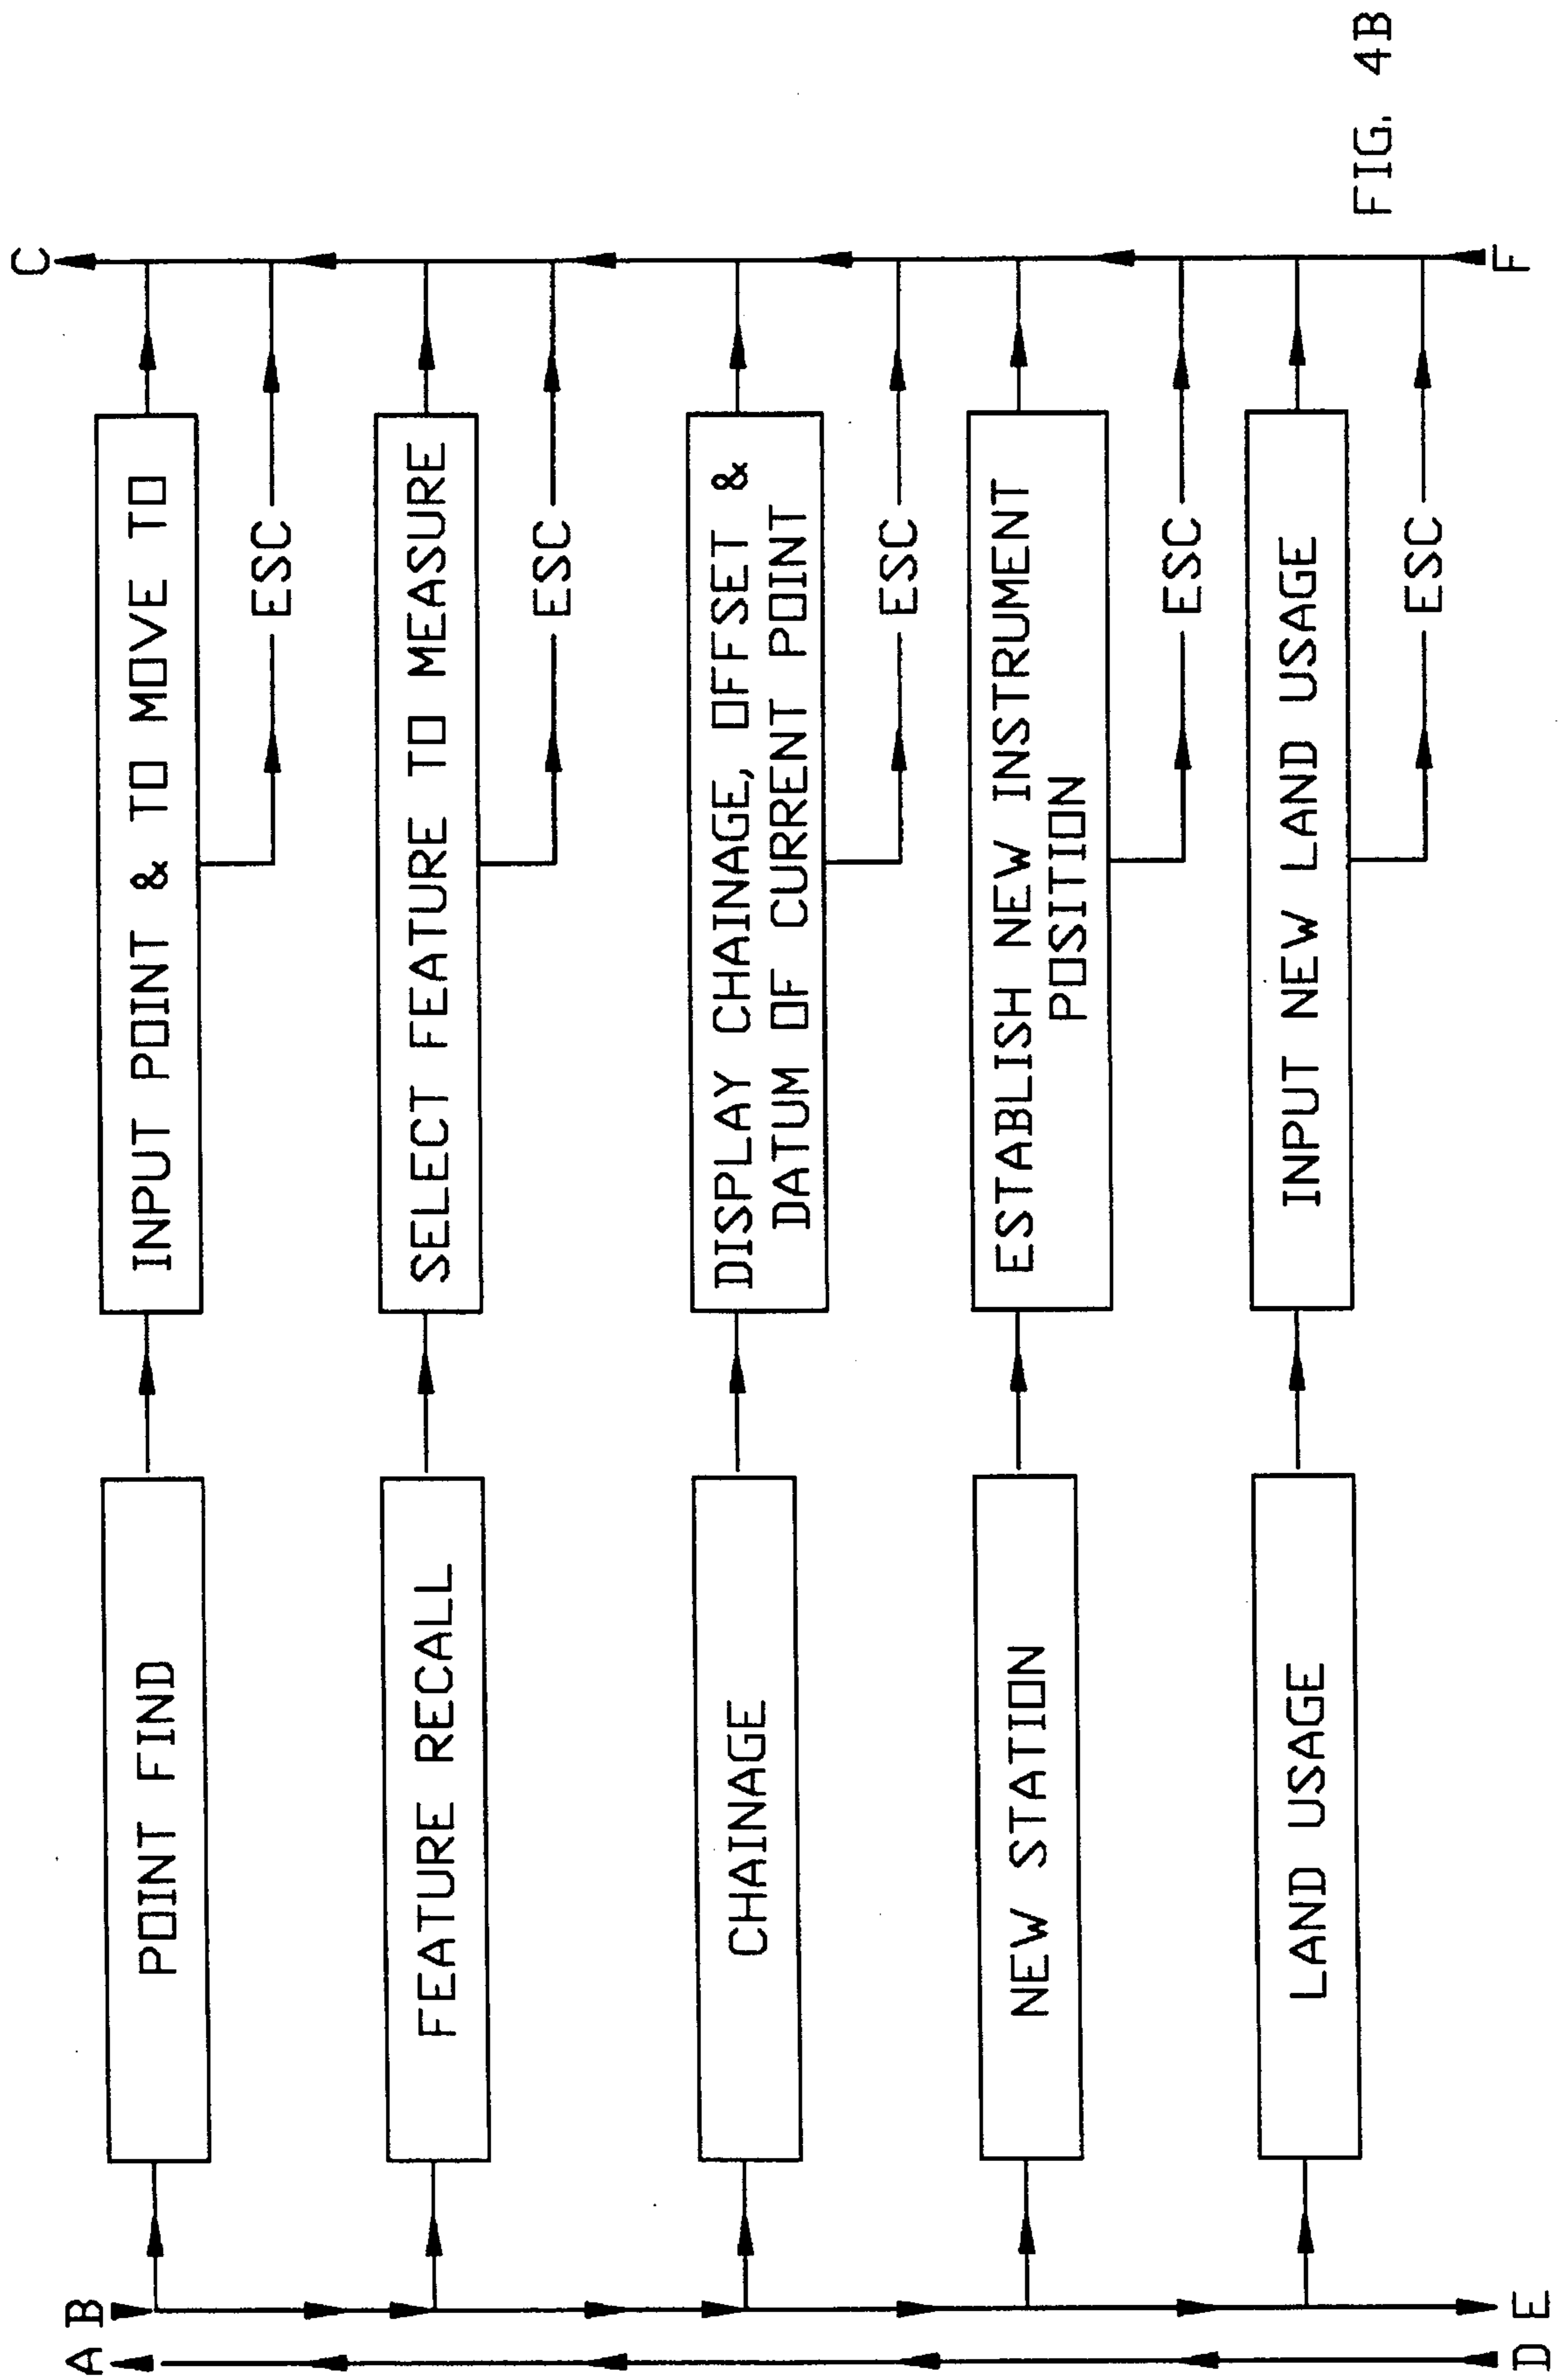 A B
C
POINT FIND
INPUT POINT & TO MOVE TO
ESC
FEATURE RECALL
SELECT FEATURE TO MEASURE
ESC
CHAINAGE
DISPLAY CHAINAGE, OFFSET &
DATUM OF CURRENT POINT
ESC
NEW STATION
ESTABLISH NEW INSTRUMENT
POSITION
ESC
LAND USAGE
INPUT NEW LAND USAGE
ESC
D E
F
FIG. 4B